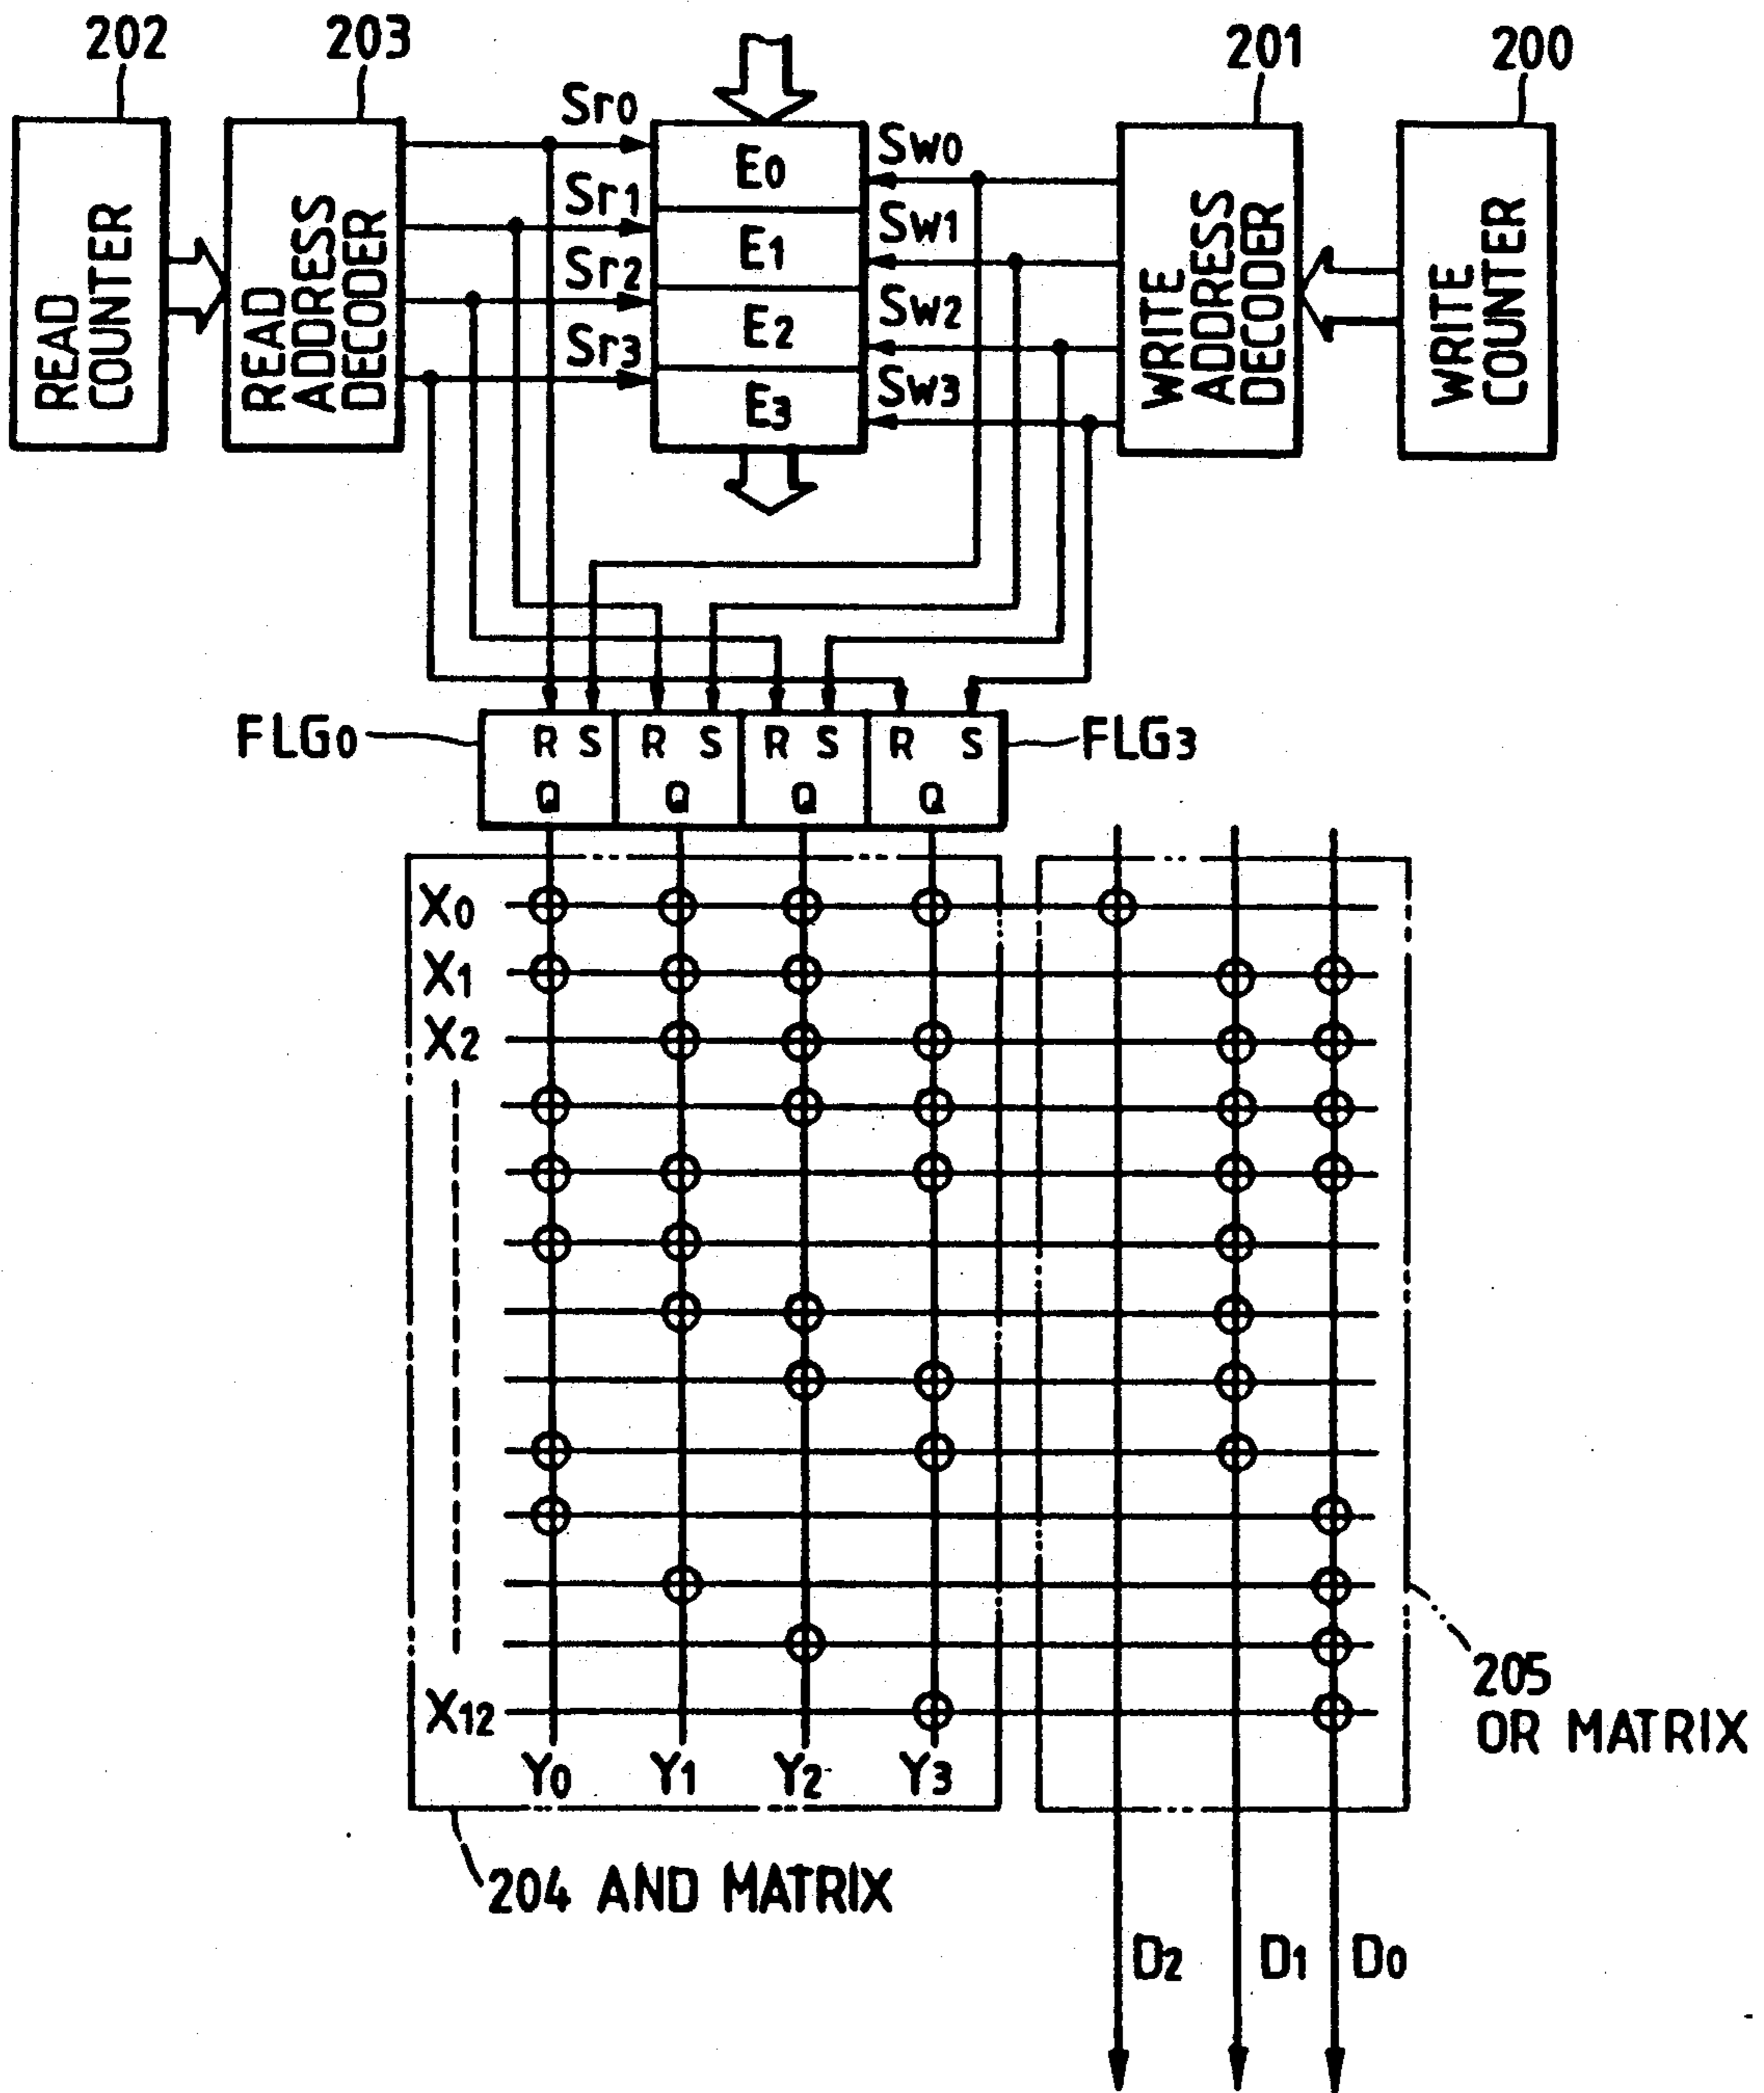 202
203
201
200
READ
COUNTER
READ
ADDRESS
DECODER
Sr0
Sr1
Sr2
Sr3
E0
E1
E2
E3
SW0
SW1
SW2
SW3
WRITE
ADDRESS
DECODER
WRITE
COUNTER
FLG0
R S R S R S R S
Q Q Q Q
FLG3
X0
X1
X2
X12
Y0 Y1 Y2 Y3
205
OR MATRIX
204 AND MATRIX
D2 D1 D0